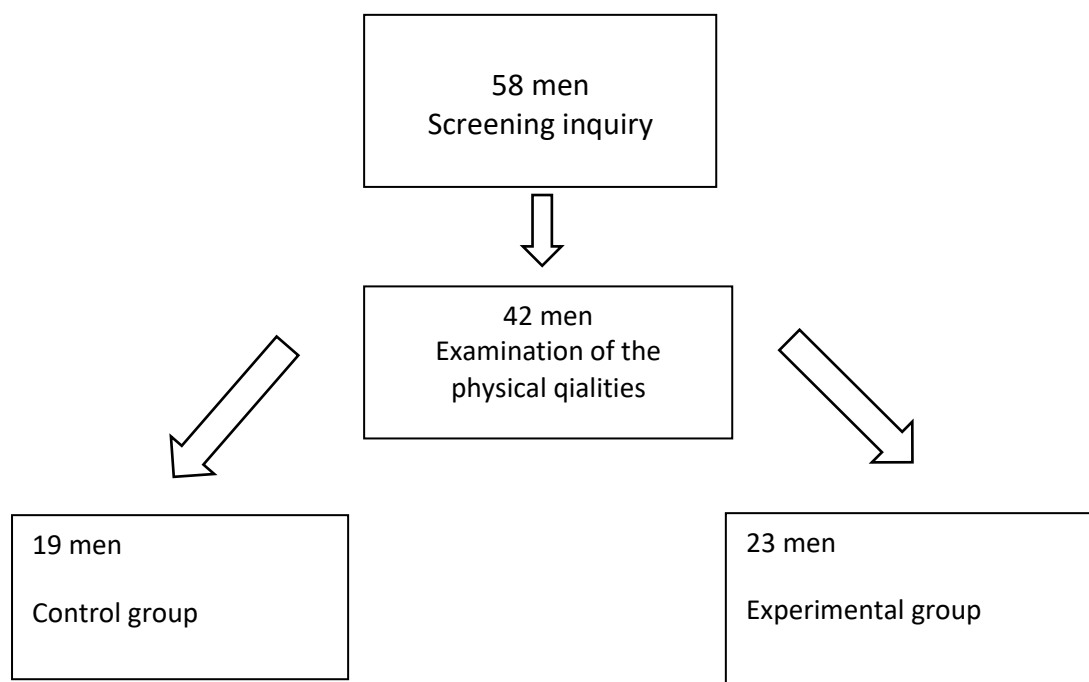 58 men
Screening inquiry
42 men
Examination of the
physical qialities
19 men
Control group
23 men
Experimental group